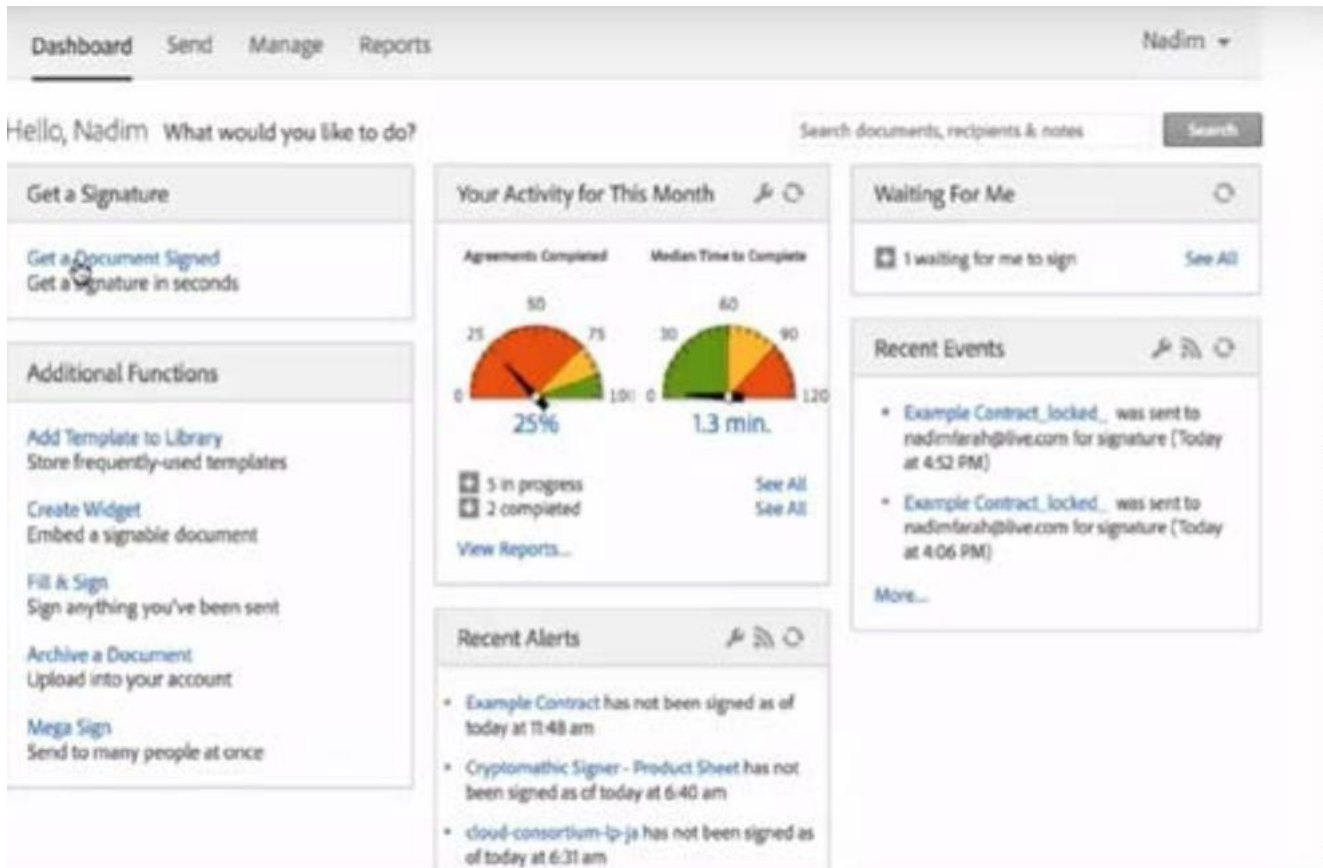 Dashboard Send Manage Reports
Nadim
Hello, Nadim What would you like to do?
Search documents, recipients & notes
Search
Get a Signature
Get a Document Signed
Get a signature in seconds
Additional Functions
Add Template to Library
Store frequently-used templates
Create Widget
Embed a signable document
Fill & Sign
Sign anything you've been sent
Archive a Document
Upload into your account
Mega Sign
Send to many people at once
Your Activity for This Month
Agreements Completed
Median Time to Complete
0 25 50 75 100
0 30 60 90 120
25%
1.3 min.
5 in progress See All
2 completed See All
View Reports...
Recent Alerts
Example Contract has not been signed as of
today at 11:48 am
Cryptomathic Signer - Product Sheet has not
been signed as of today at 6:40 am
cloud-consortium-lp-ja has not been signed as
of today at 6:31 am
Waiting For Me
1 waiting for me to sign See All
Recent Events
Example Contract_locked_ was sent to
nadimfarah@live.com for signature (Today
at 4:52 PM)
Example Contract_locked_ was sent to
nadimfarah@live.com for signature (Today
at 4:06 PM)
More...